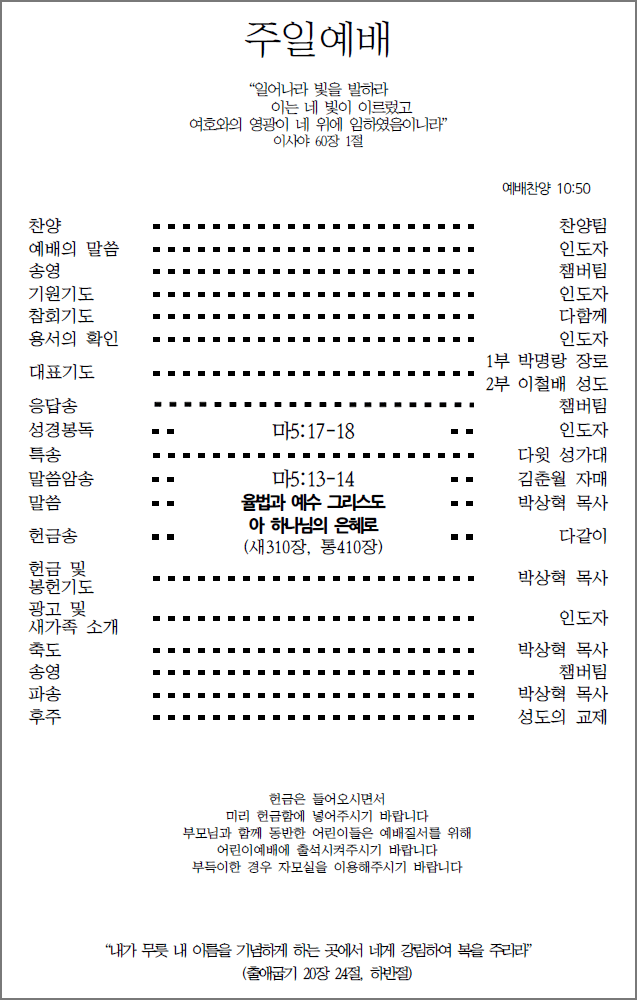 주일예배
“일어나라 빛을 발하라
이는 네 빛이 이르렀고
여호와의 영광이 네 위에 임하였음이니라”
이사야 60장 1절
예배찬양 10:50
찬양 찬양팀
예배의 말씀 인도자
송영 챔버팀
기원기도 인도자
참회기도 다함께
용서의 확인 인도자
대표기도 1부 박명랑 장로
2부 이철배 성도
응답송 챔버팀
성경봉독 마5:17-18 인도자
특송 다윗 성가대
말씀암송 마5:13-14 김춘월 자매
말씀 율법과 예수 그리스도 박상혁 목사
헌금송 아 하나님의 은혜로 다같이
(새310장, 통410장)
헌금 및
봉헌기도 박상혁 목사
광고 및
새가족 소개 인도자
축도 박상혁 목사
송영 챔버팀
파송 박상혁 목사
후주 성도의 교제
헌금은 들어오시면서
미리 헌금함에 넣어주시기 바랍니다
부모님과 함께 동반한 어린이들은 예배질서를 위해
어린이예배에 출석시켜주시기 바랍니다
부득이한 경우 자모실을 이용해주시기 바랍니다
“내가 무릇 내 이름을 기념하게 하는 곳에서 네게 강림하여 복을 주리라”
(출애굽기 20장 24절, 하반절)